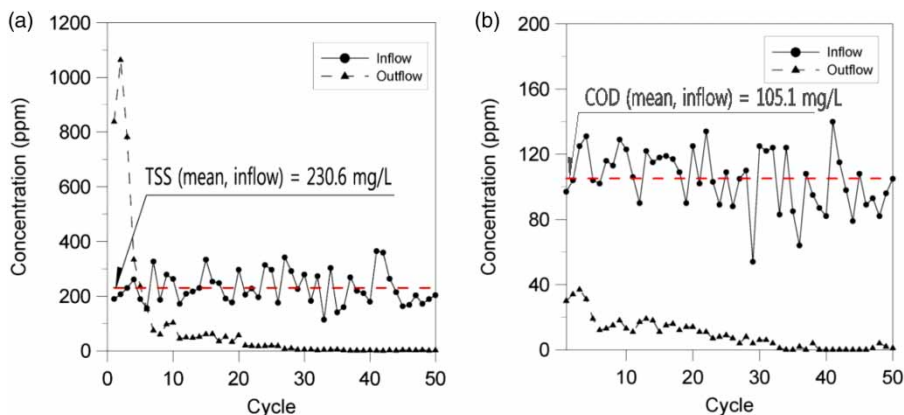 (a)
1200
1000
800
600
400
200
0
Concentration (ppm)
Inflow
Outflow
TSS (mean, inflow) = 230.6 mg/L
0 10 20 30 40 50
Cycle
(b)
200
160
120
80
40
0
Concentration (ppm)
Inflow
Outflow
COD (mean, inflow) = 105.1 mg/L
10 20 30 40 50
Cycle